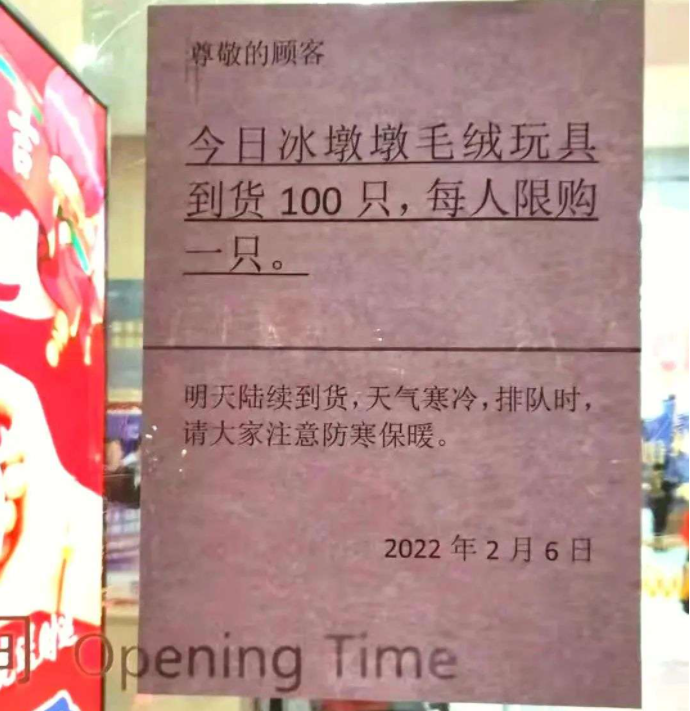 尊敬的顾客
今日冰墩墩毛绒玩具
到货 100 只，每人限购
一只。
明天陆续到货，天气寒冷，排队时，
请大家注意防寒保暖。
2022 年 2 月 6 日
间 Opening Time
吉